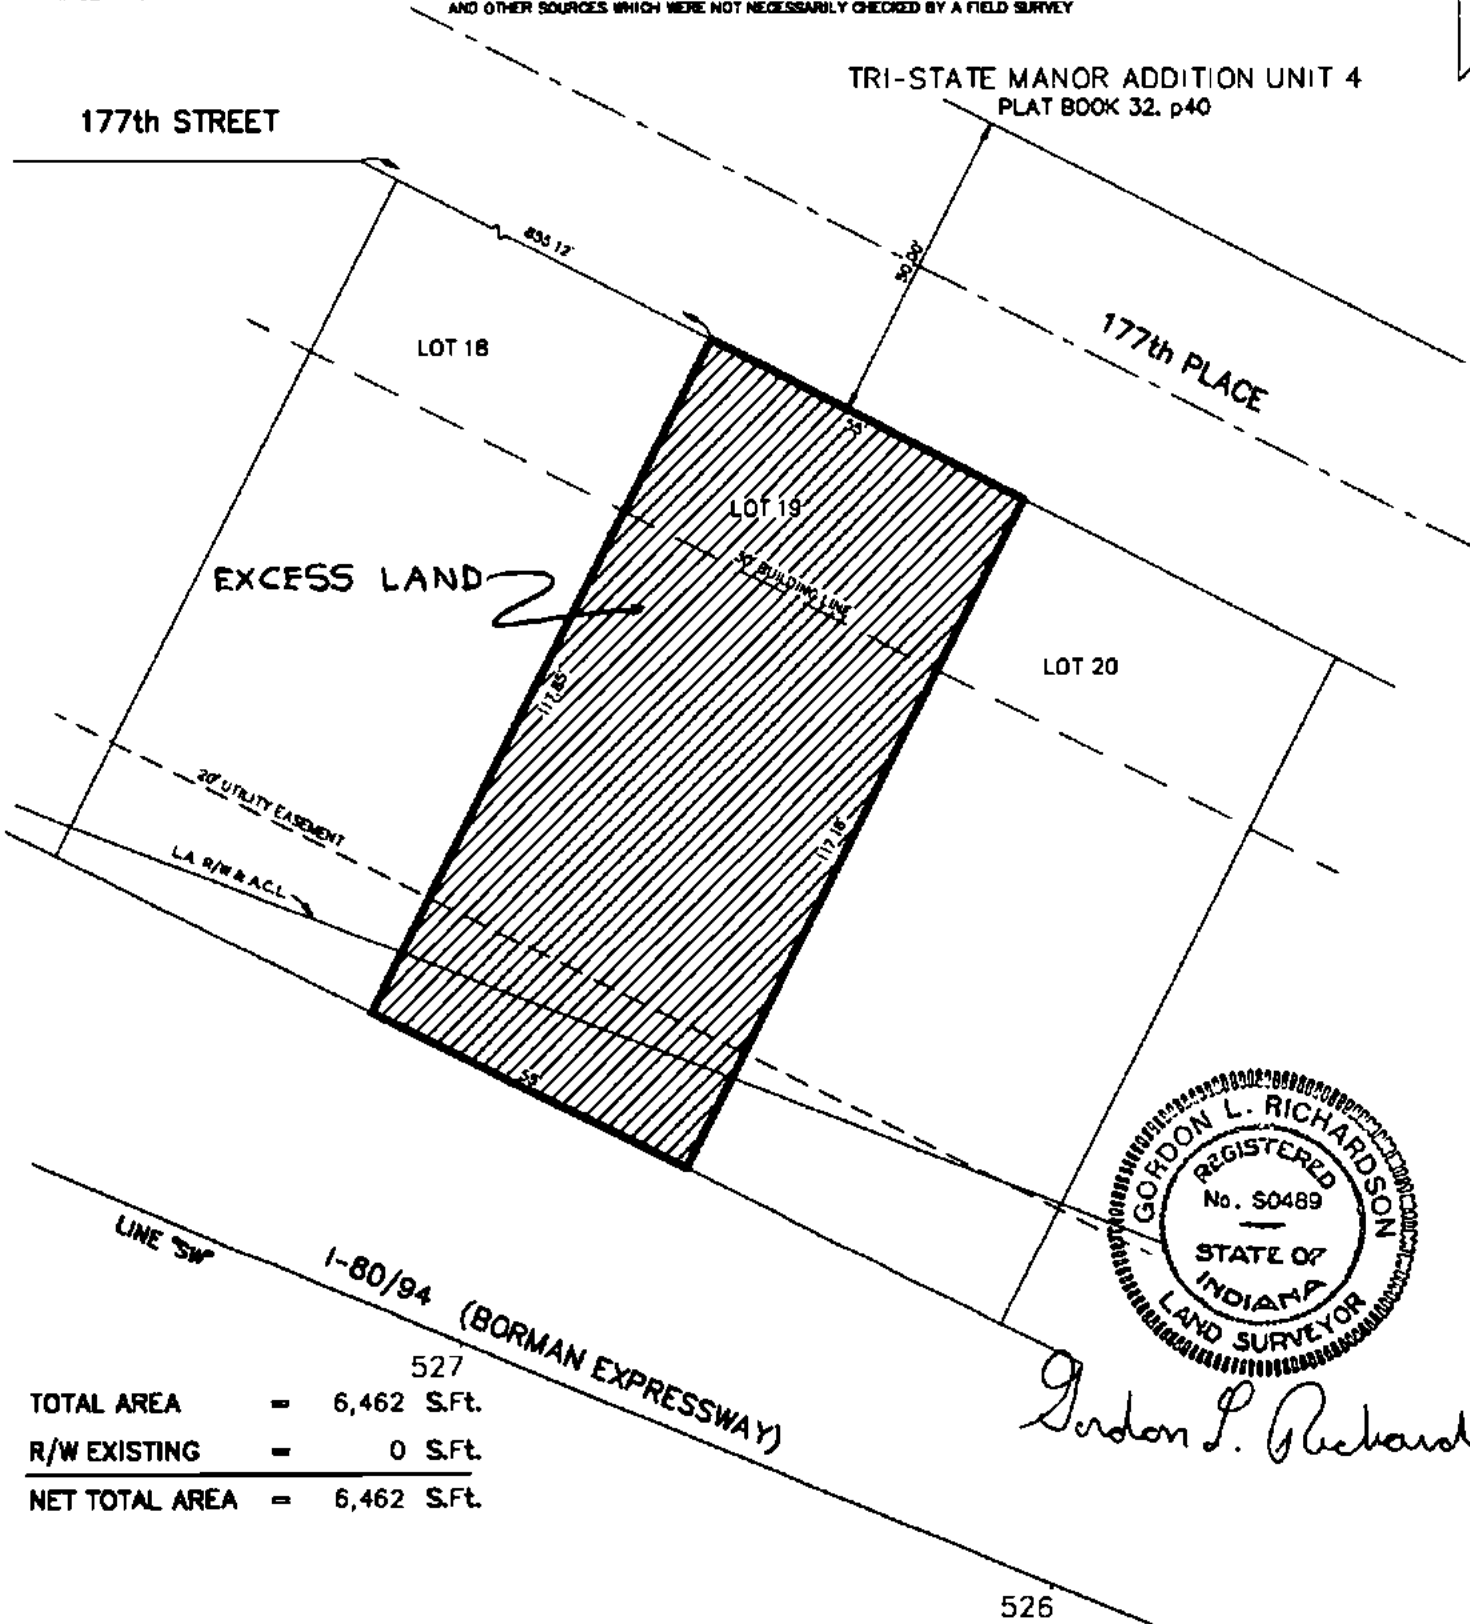 AND OTHER SOURCES WHICH WERE NOT NECESSARILY CHECKED BY A FIELD SURVEY
TRI-STATE MANOR ADDITION UNIT 4
PLAT BOOK 32. p40
177th STREET
835.12'
50.00'
177th PLACE
LOT 18
55'
LOT 19
30' BUILDING LINE
EXCESS LAND
LOT 20
117.85'
117.18'
20' UTILITY EASEMENT
L.A. R/W & A.C.L.
55'
GORDON L. RICHARDSON
REGISTERED
No. S0489
STATE OF
INDIANA
LAND SURVEYOR
LINE "SW"
I-80/94 (BORMAN EXPRESSWAY)
527
Gordon L. Richard
TOTAL AREA = 6,462 S.Ft.
R/W EXISTING = 0 S.Ft.
NET TOTAL AREA = 6,462 S.Ft.
526